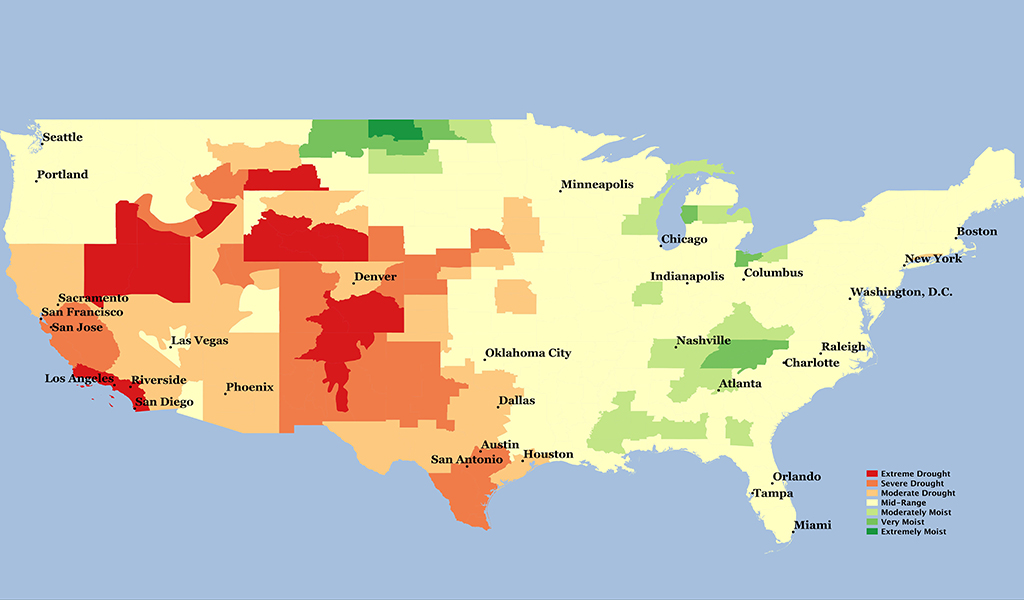 Seattle
Portland
Minneapolis
Boston
Chicago
New York
Indianapolis
Columbus
Denver
Washington, D.C.
Sacramento
San Francisco
San Jose
Las Vegas
Nashville
Raleigh
Oklahoma City
Charlotte
Los Angeles
Riverside
Phoenix
Atlanta
San Diego
Dallas
Austin
San Antonio
Houston
Orlando
Tampa
Miami
Extreme Drought
Severe Drought
Moderate Drought
Mid-Range
Moderately Moist
Very Moist
Extremely Moist